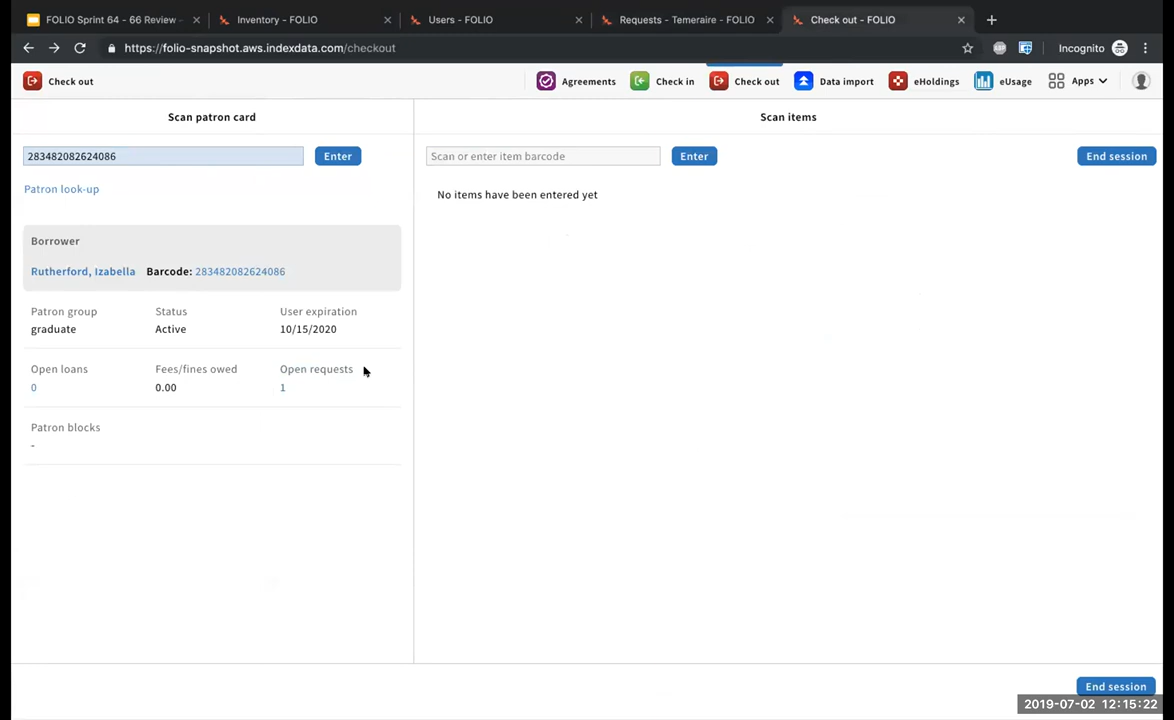 FOLIO Sprint 64 - 66 Review -
Inventory - FOLIO
Users - FOLIO
Requests - Temeraire - FOLIO
Check out - FOLIO
https://folio-snapshot.aws.indexdata.com/checkout
ABP
Incognito
Check out
Agreements
Check in
Check out
Data import
eHoldings
eUsage
Apps
Scan patron card
Scan items
283482082624086
Enter
Scan or enter item barcode
Enter
End session
Patron look-up
No items have been entered yet
Borrower
Rutherford, Izabella Barcode: 283482082624086
Patron group Status User expiration
graduate Active 10/15/2020
Open loans Fees/fines owed Open requests
0 0.00 1
Patron blocks
-
End session
2019-07-02 12:15:22